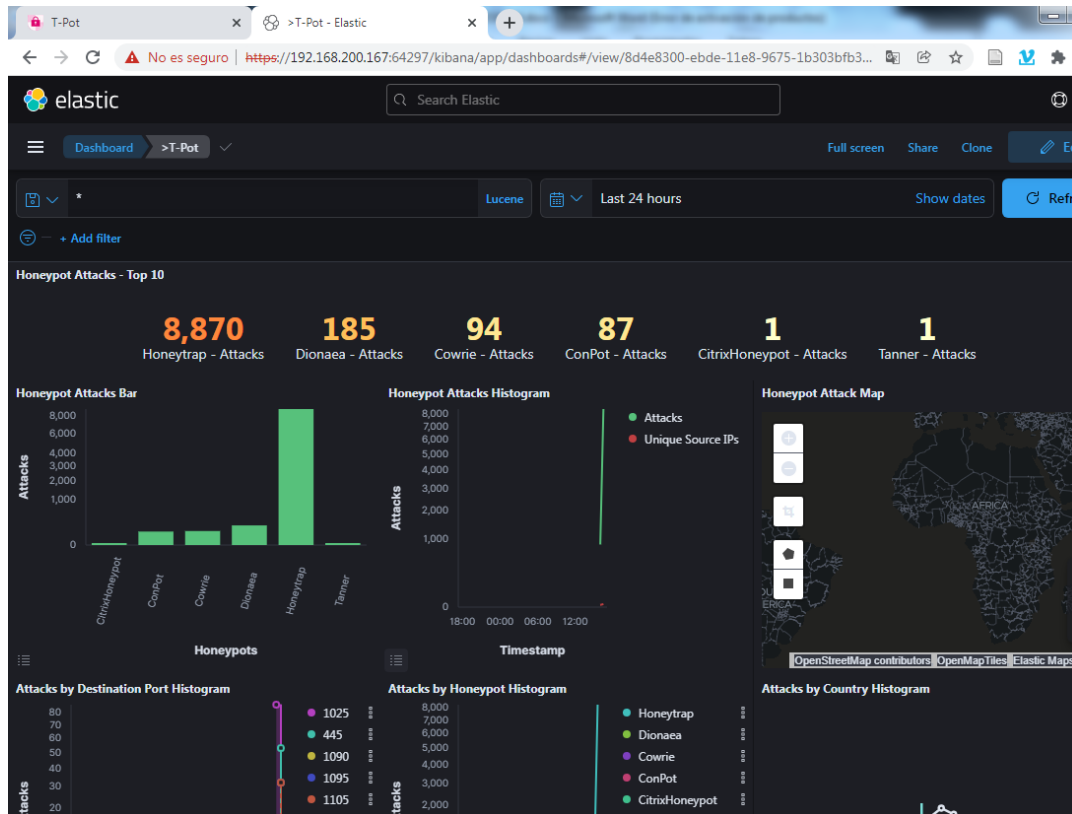 T-Pot
>T-Pot - Elastic
No es seguro | https://192.168.200.167:64297/kibana/app/dashboards#/view/8d4e8300-ebde-11e8-9675-1b303bfb3...
elastic
Search Elastic
Dashboard >T-Pot
Full screen Share Clone
* Lucene
Last 24 hours
Show dates
Refr
+ Add filter
Honeypot Attacks - Top 10
8,870 185 94 87 1 1
Honeytrap - Attacks Dionaea - Attacks Cowrie - Attacks ConPot - Attacks CitrixHoneypot - Attacks Tanner - Attacks
Honeypot Attacks Bar
8,000
6,000
4,000
3,000
2,000
1,000
0
Attacks
CitrixHoneypot ConPot Cowrie Dionaea Honeytrap Tanner
Honeypots
Honeypot Attacks Histogram
8,000
7,000
6,000
5,000
4,000
3,000
2,000
1,000
0
Attacks
18:00 00:00 06:00 12:00
Timestamp
Attacks
Unique Source IPs
Honeypot Attack Map
AFRICA
ERICA
OpenStreetMap contributors OpenMapTiles Elastic Maps
Attacks by Destination Port Histogram
80
70
60
50
40
30
20
tacks
1025
445
1090
1095
1105
Attacks by Honeypot Histogram
8,000
7,000
6,000
5,000
4,000
3,000
2,000
tacks
Honeytrap
Dionaea
Cowrie
ConPot
CitrixHoneypot
Attacks by Country Histogram